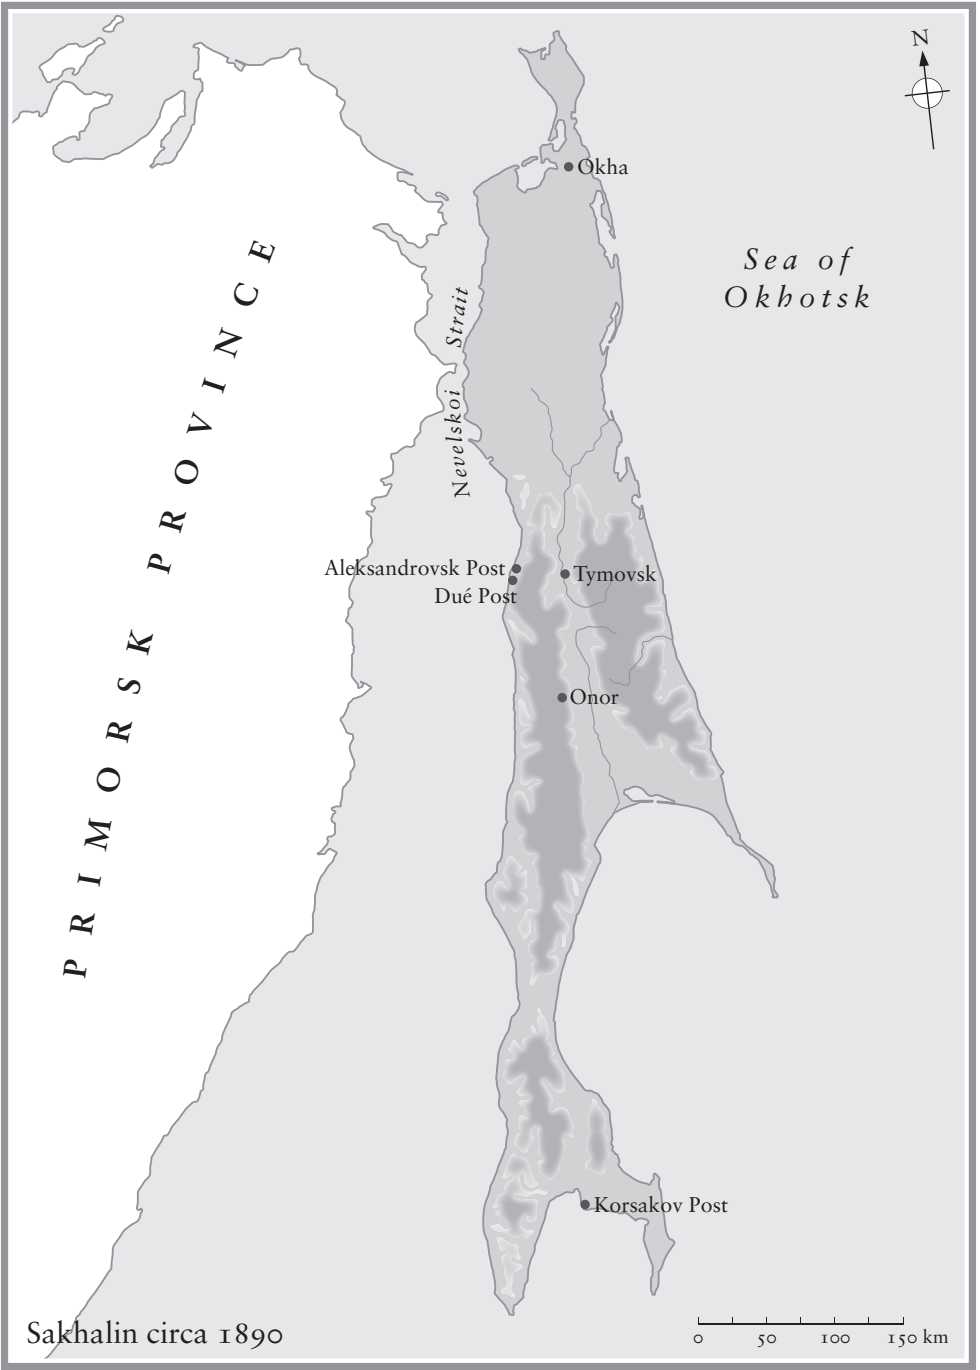 N
Okha
Sea of
Okhotsk
Nevelskoi Strait
PRIMORSK PROVINCE
Aleksandrovsk Post
Tymovsk
Dué Post
Onor
Korsakov Post
Sakhalin circa 1890
0 50 100 150 km